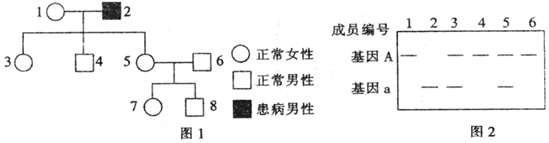 1 2
3 4 5 6
7 8
正常女性
正常男性
患病男性
图1
成员编号 1 2 3 4 5 6
基因A
基因a
图2